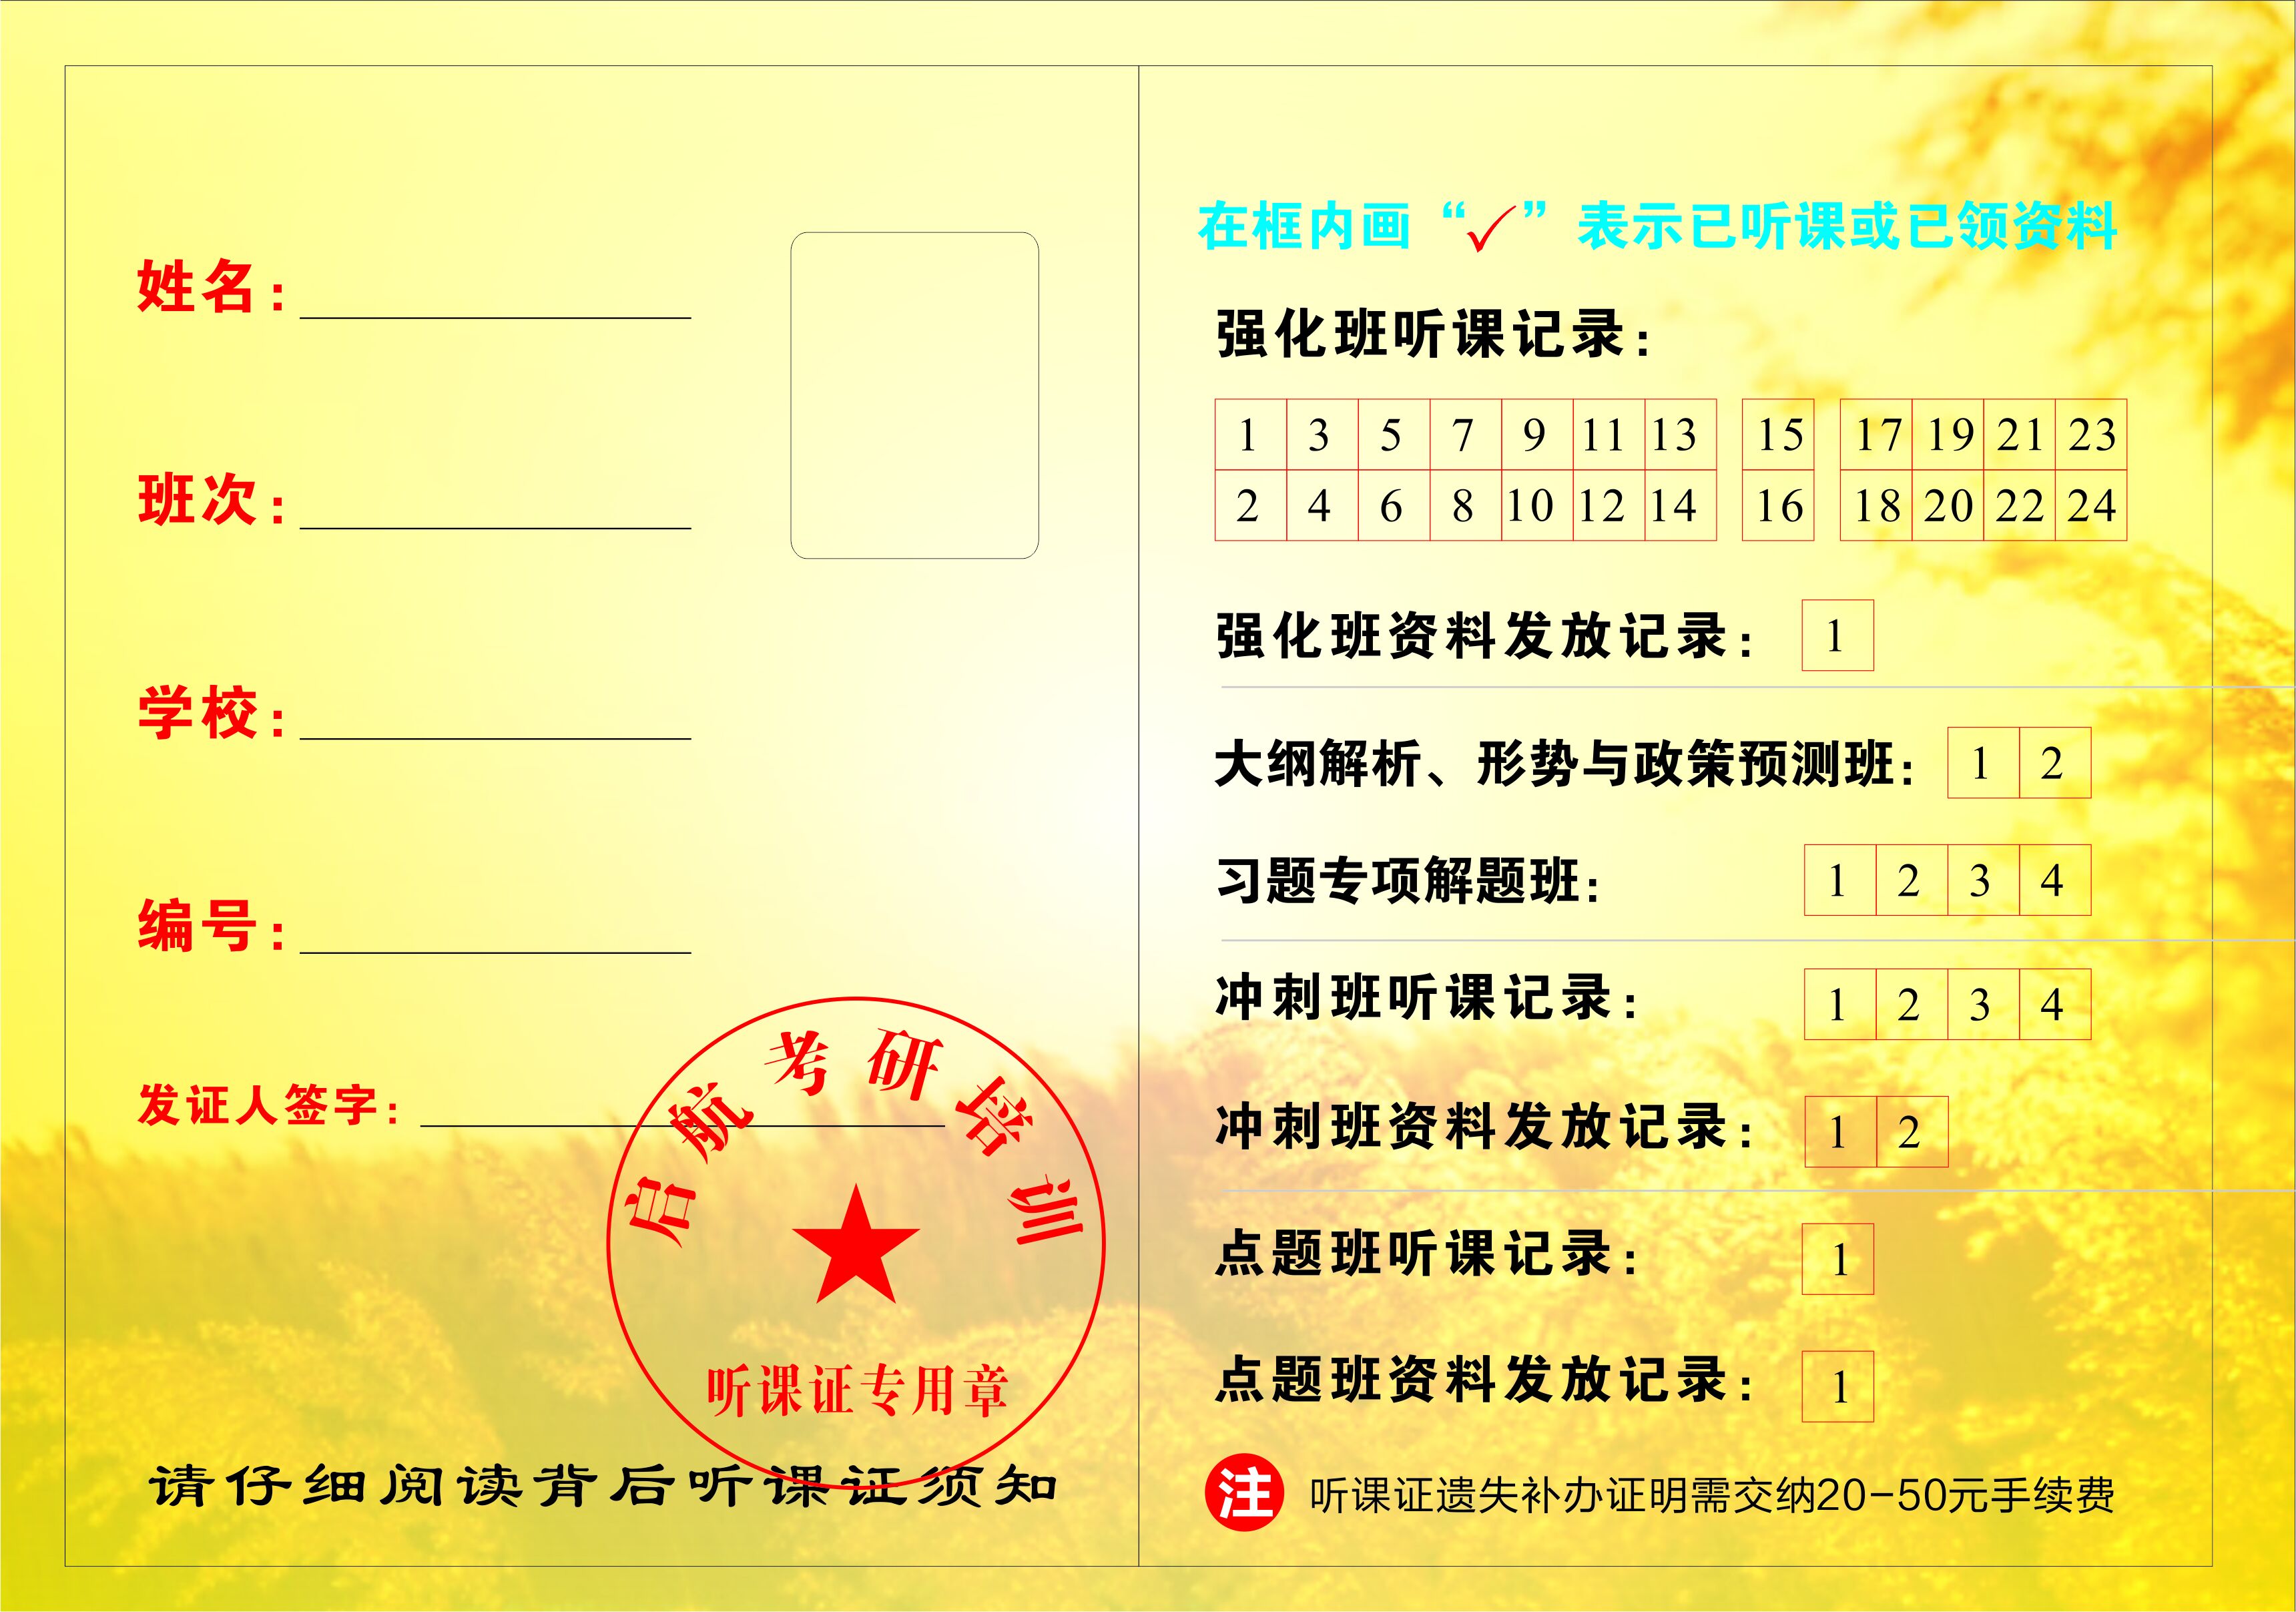 姓名:
班次:
学校:
编号:
发证人签字:
启航考研培训
听课证专用章
请仔细阅读背后听课证须知
在框内画“✓”表示已听课或已领资料
强化班听课记录:
1 3 5 7 9 11 13 15 17 19 21 23
2 4 6 8 10 12 14 16 18 20 22 24
强化班资料发放记录: 1
大纲解析、形势与政策预测班: 1 2
习题专项解题班: 1 2 3 4
冲刺班听课记录: 1 2 3 4
冲刺班资料发放记录: 1 2
点题班听课记录: 1
点题班资料发放记录: 1
注 听课证遗失补办证明需交纳20-50元手续费